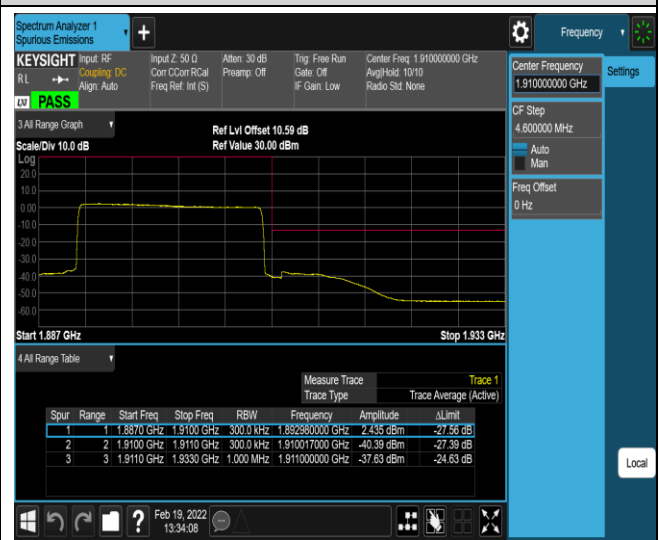 Spectrum Analyzer 1
Spurious Emissions
+
Frequency
KEYSIGHT Input: RF
RL Coupling: DC
Align: Auto
Input Z: 50 Ω
Corr CCorr RCal
Freq Ref: Int (S)
Atten: 30 dB
Preamp: Off
Trig: Free Run
Gate: Off
IF Gain: Low
Center Freq: 1.910000000 GHz
Avg|Hold: 10/10
Radio Std: None
PASS
Center Frequency
1.910000000 GHz
Settings
CF Step
4.600000 MHz
Auto
Man
Freq Offset
0 Hz
3 All Range Graph
Scale/Div 10.0 dB
Ref Lvl Offset 10.59 dB
Ref Value 30.00 dBm
Log
20.0
10.0
0.00
-10.0
-20.0
-30.0
-40.0
-50.0
-60.0
Start 1.887 GHz
Stop 1.933 GHz
4 All Range Table
Measure Trace Trace 1
Trace Type Trace Average (Active)
Spur Range Start Freq Stop Freq RBW Frequency Amplitude ΔLimit
1 1 1.8870 GHz 1.9100 GHz 300.0 kHz 1.892980000 GHz 2.435 dBm -27.56 dB
2 2 1.9100 GHz 1.9110 GHz 300.0 kHz 1.910017000 GHz -40.39 dBm -27.39 dB
3 3 1.9110 GHz 1.9330 GHz 1.000 MHz 1.911000000 GHz -37.63 dBm -24.63 dB
Local
?
Feb 19, 2022
13:34:08